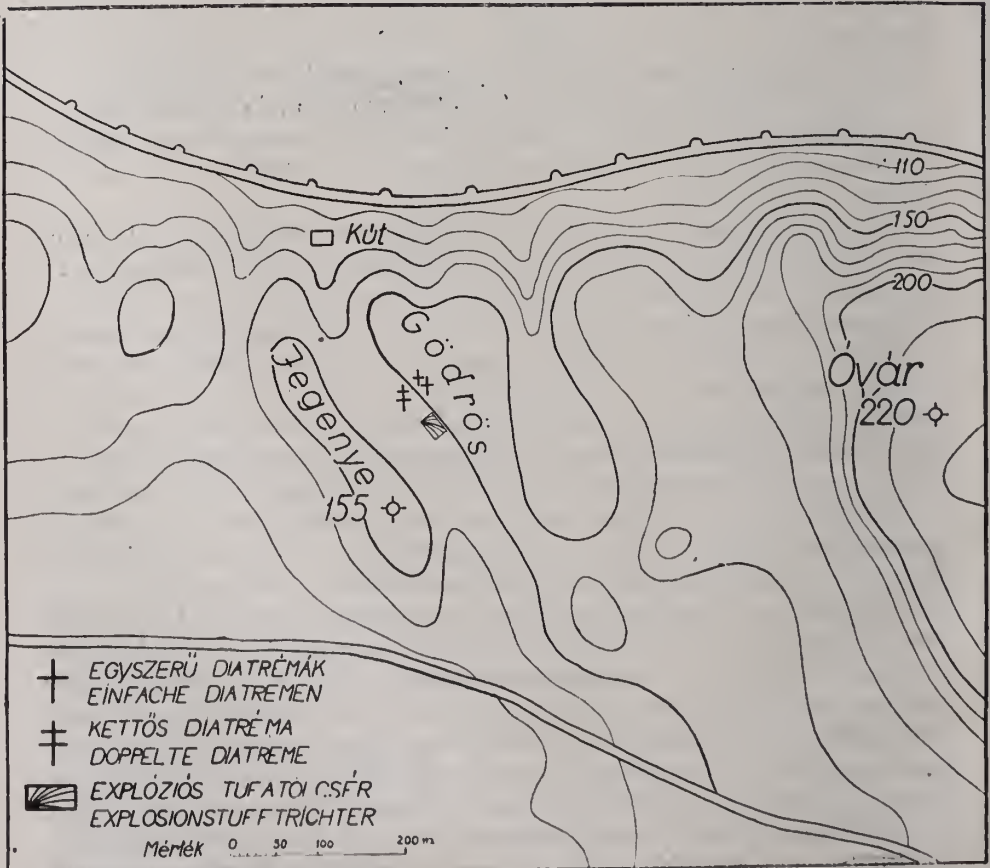 110
150
Kút
200
Gödrös
Óvár
220
Jegenye
155
EGYSZERŰ DIATRÉMÁK
EINFACHE DIATREMEN
KETTŐS DIATRÉMA
DOPPELTE DIATREME
EXPLÓZIÓS TUFATÖLCSÉR
EXPLOSIONSTUFFTRICHTER
Mérték 0 50 100 200 m